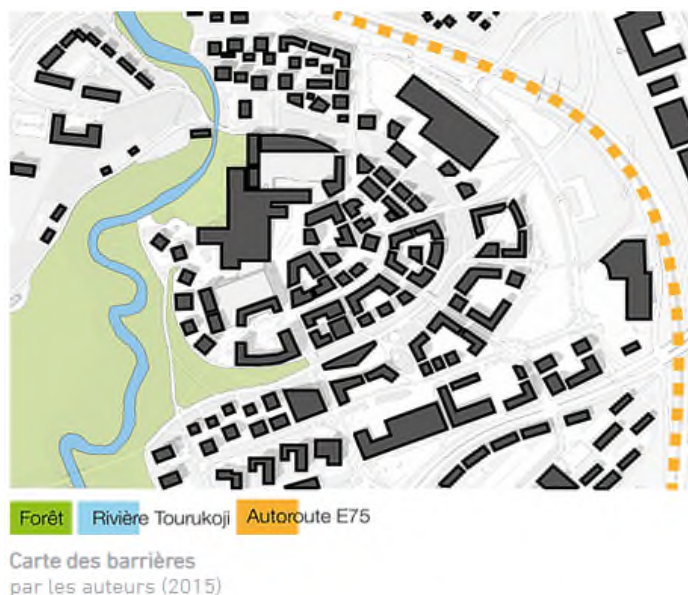 Forêt Rivière Tourukoji Autoroute E75
Carte des barrières
par les auteurs (2015)